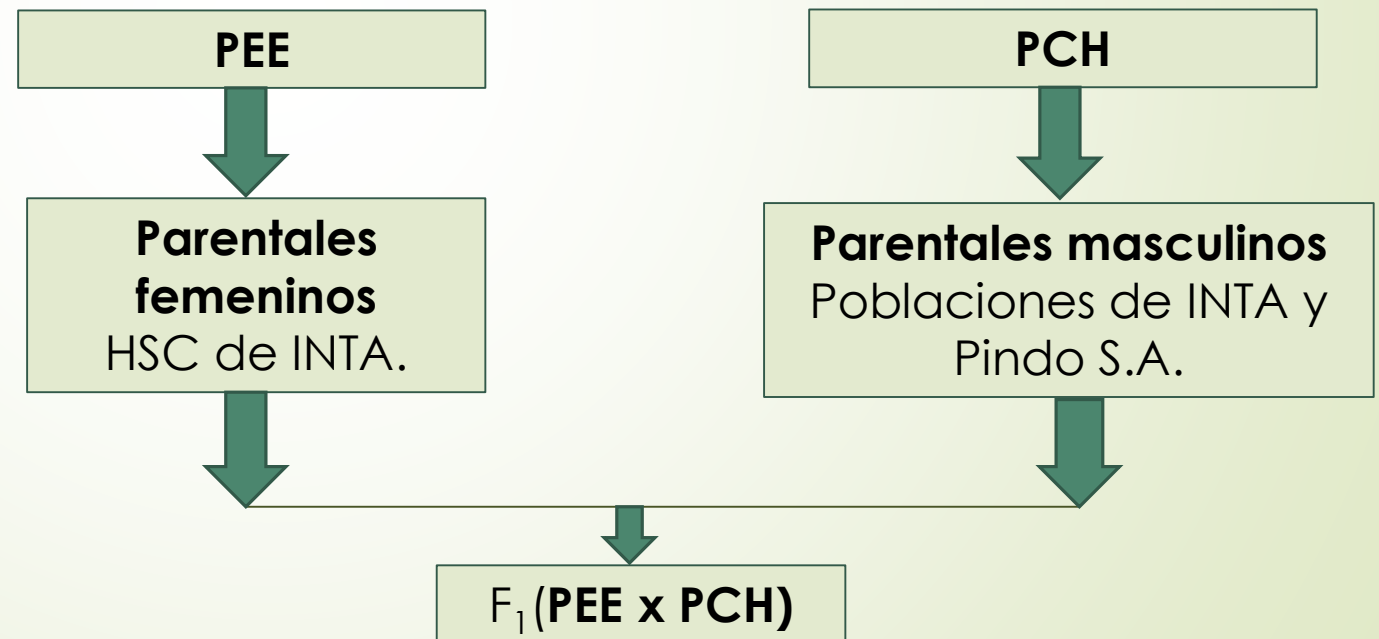 PEE
PCH
Parentales
femeninos
HSC de INTA.
Parentales masculinos
Poblaciones de INTA y
Pindo S.A.
F₁(PEE x PCH)